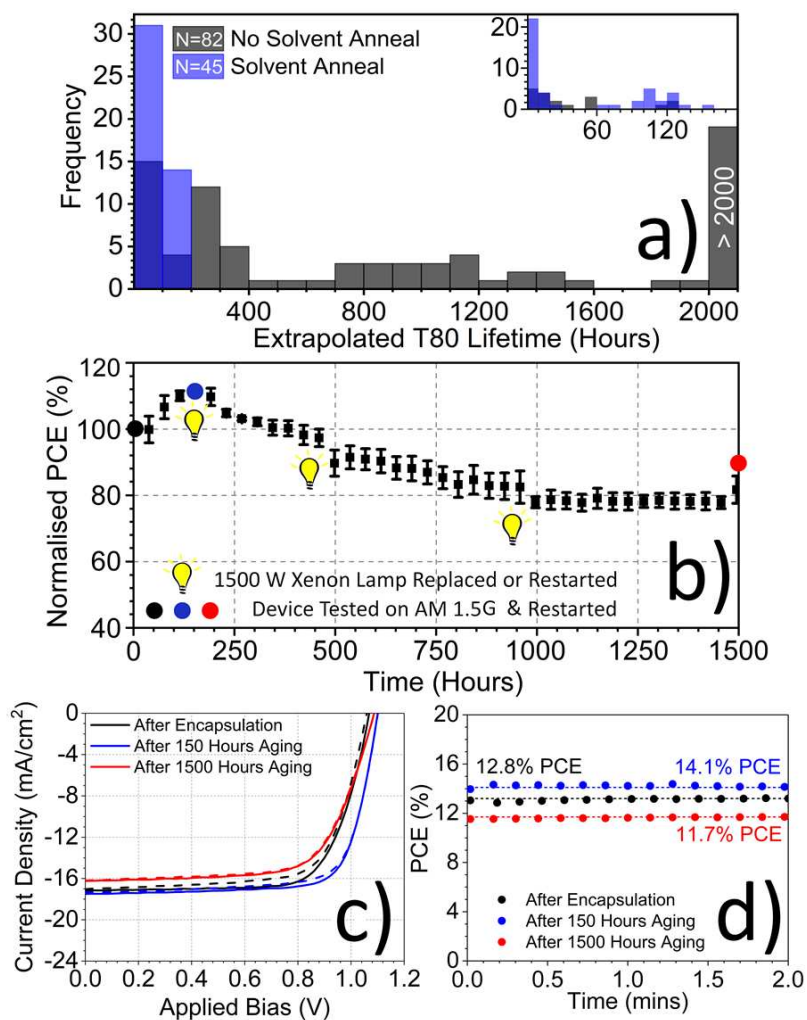 N=82 No Solvent Anneal
N=45 Solvent Anneal
Frequency
30
25
20
15
10
5
0
20
10
0
60 120
> 2000
a)
400 800 1200 1600 2000
Extrapolated T80 Lifetime (Hours)
Normalised PCE (%)
120
100
80
60
40
1500 W Xenon Lamp Replaced or Restarted
Device Tested on AM 1.5G & Restarted
b)
0 250 500 750 1000 1250 1500
Time (Hours)
Current Density (mA/cm²)
0
-4
-8
-12
-16
-20
-24
After Encapsulation
After 150 Hours Aging
After 1500 Hours Aging
c)
0.0 0.2 0.4 0.6 0.8 1.0 1.2
Applied Bias (V)
PCE (%)
20
16
12
8
4
0
12.8% PCE 14.1% PCE
11.7% PCE
After Encapsulation
After 150 Hours Aging
After 1500 Hours Aging
d)
0.0 0.5 1.0 1.5 2.0
Time (mins)